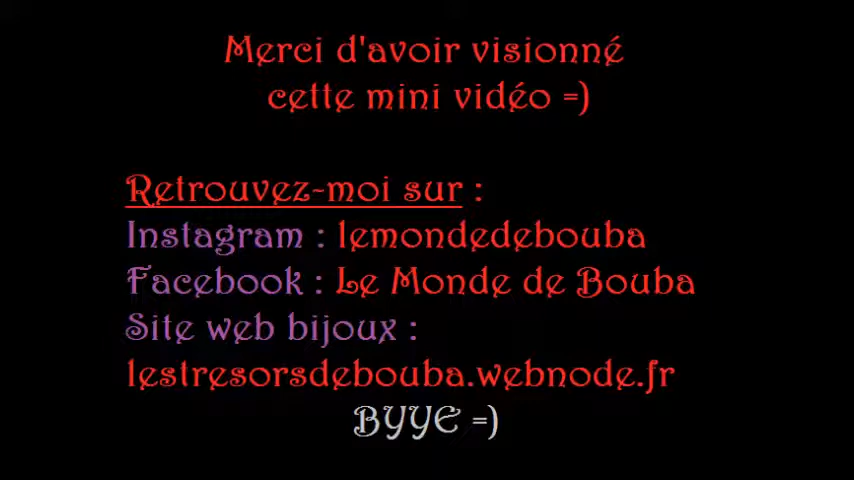 Merci d'avoir visionné
cette mini vidéo =)
Retrouvez-moi sur :
Instagram : lemondedebouba
Facebook : Le Monde de Bouba
Site web bijoux :
lestresorsdebouba.webnode.fr
BYYE =)